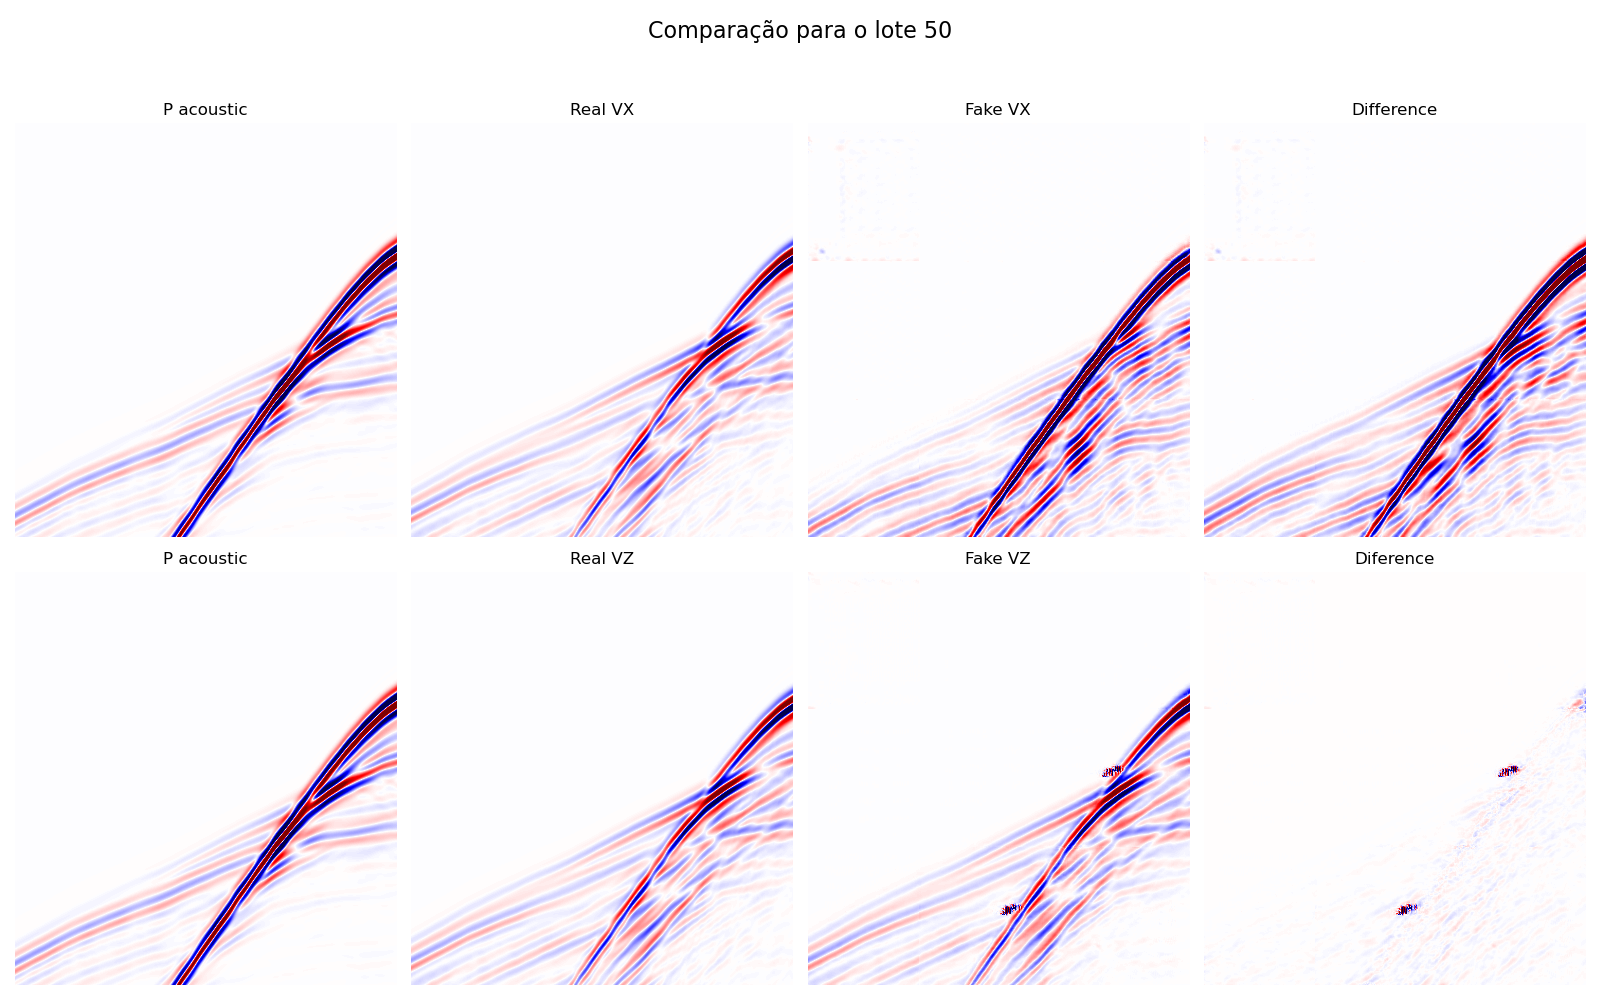 Comparação para o lote 50
P acoustic
Real VX
Fake VX
Difference
P acoustic
Real VZ
Fake VZ
Diference